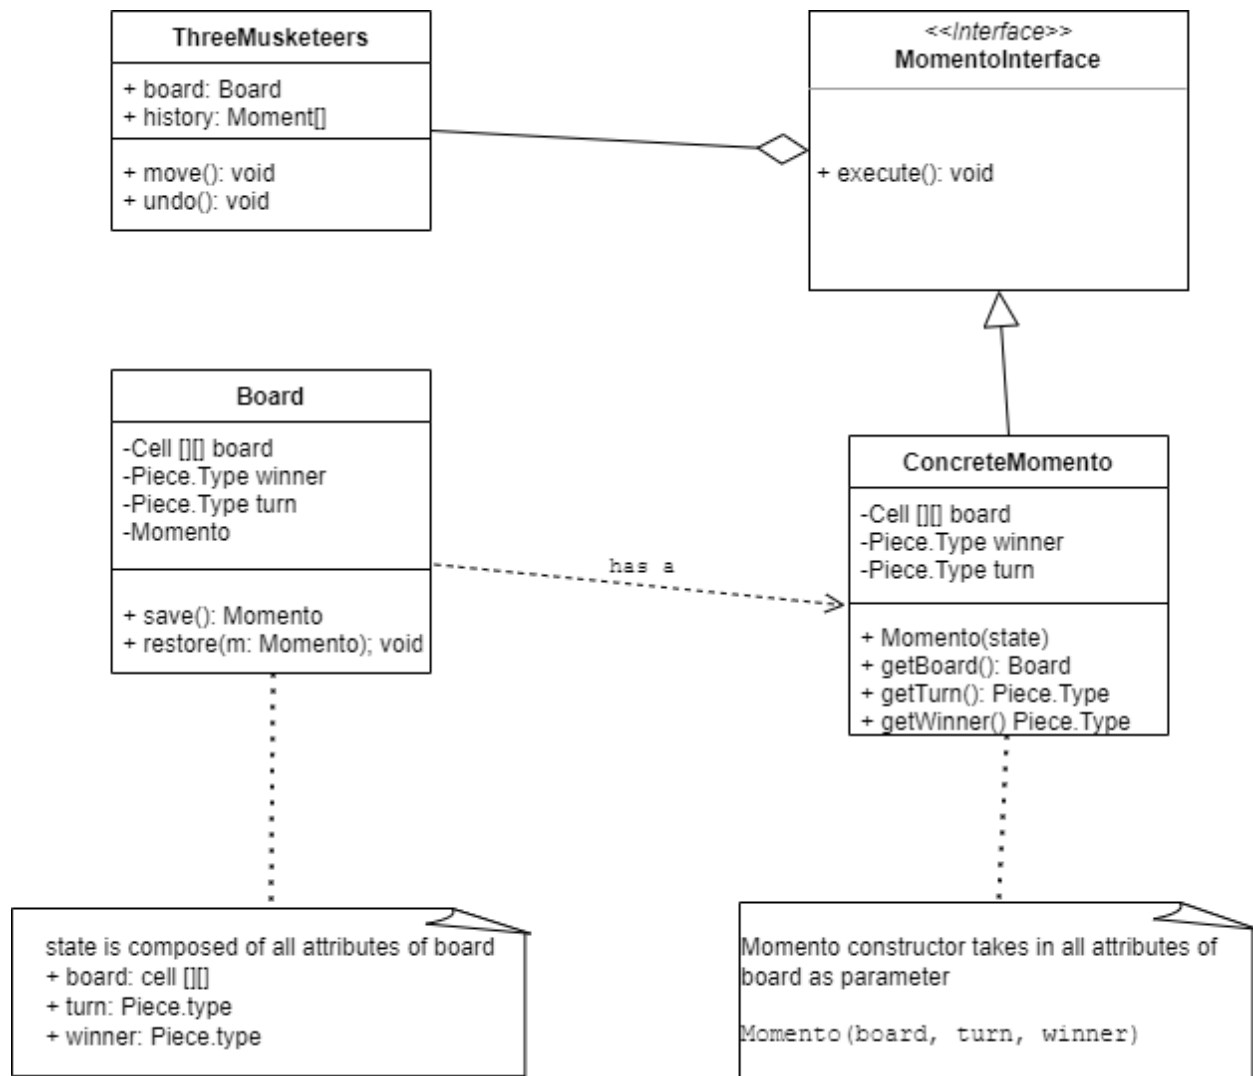 ThreeMusketeers
+ board: Board
+ history: Moment[]
+ move(): void
+ undo(): void
<<Interface>>
MomentoInterface
+ execute(): void
Board
-Cell [][] board
-Piece.Type winner
-Piece.Type turn
-Momento
+ save(): Momento
+ restore(m: Momento); void
has a
ConcreteMomento
-Cell [][] board
-Piece.Type winner
-Piece.Type turn
+ Momento(state)
+ getBoard(): Board
+ getTurn(): Piece.Type
+ getWinner() Piece.Type
state is composed of all attributes of board
+ board: cell [][]
+ turn: Piece.type
+ winner: Piece.type
Momento constructor takes in all attributes of
board as parameter
Momento(board, turn, winner)